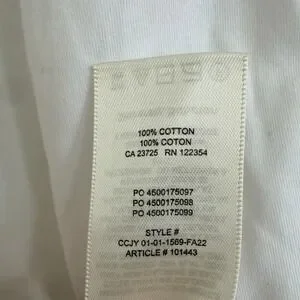 100% COTTON
100% COTON
CA 23725 RN 122354
PO 4500175097
PO 4500175098
PO 4500175099
STYLE #
CCJY 01-01-1569-FA22
ARTICLE # 101443